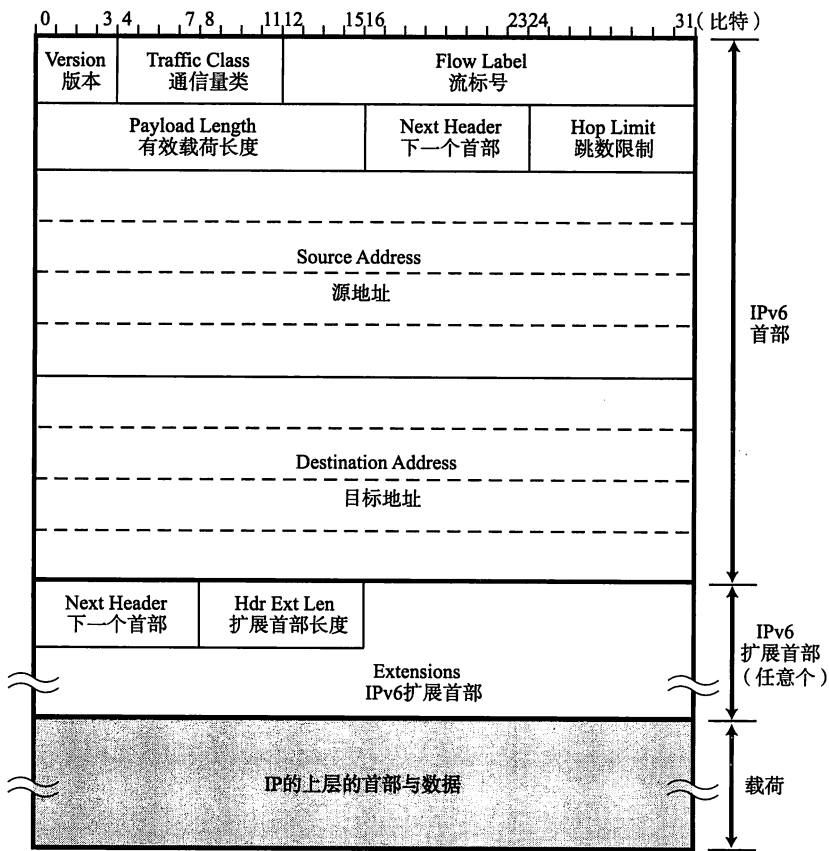 0 3 4 7 8 11 12 15 16 23 24 31(比特)
Version Traffic Class Flow Label
版本 通信量类 流标号
Payload Length Next Header Hop Limit
有效载荷长度 下一个首部 跳数限制
Source Address
源地址
IPv6
首部
Destination Address
目标地址
Next Header Hdr Ext Len
下一个首部 扩展首部长度
IPv6
扩展首部
(任意个)
Extensions
IPv6扩展首部
IP的上层的首部与数据
载荷